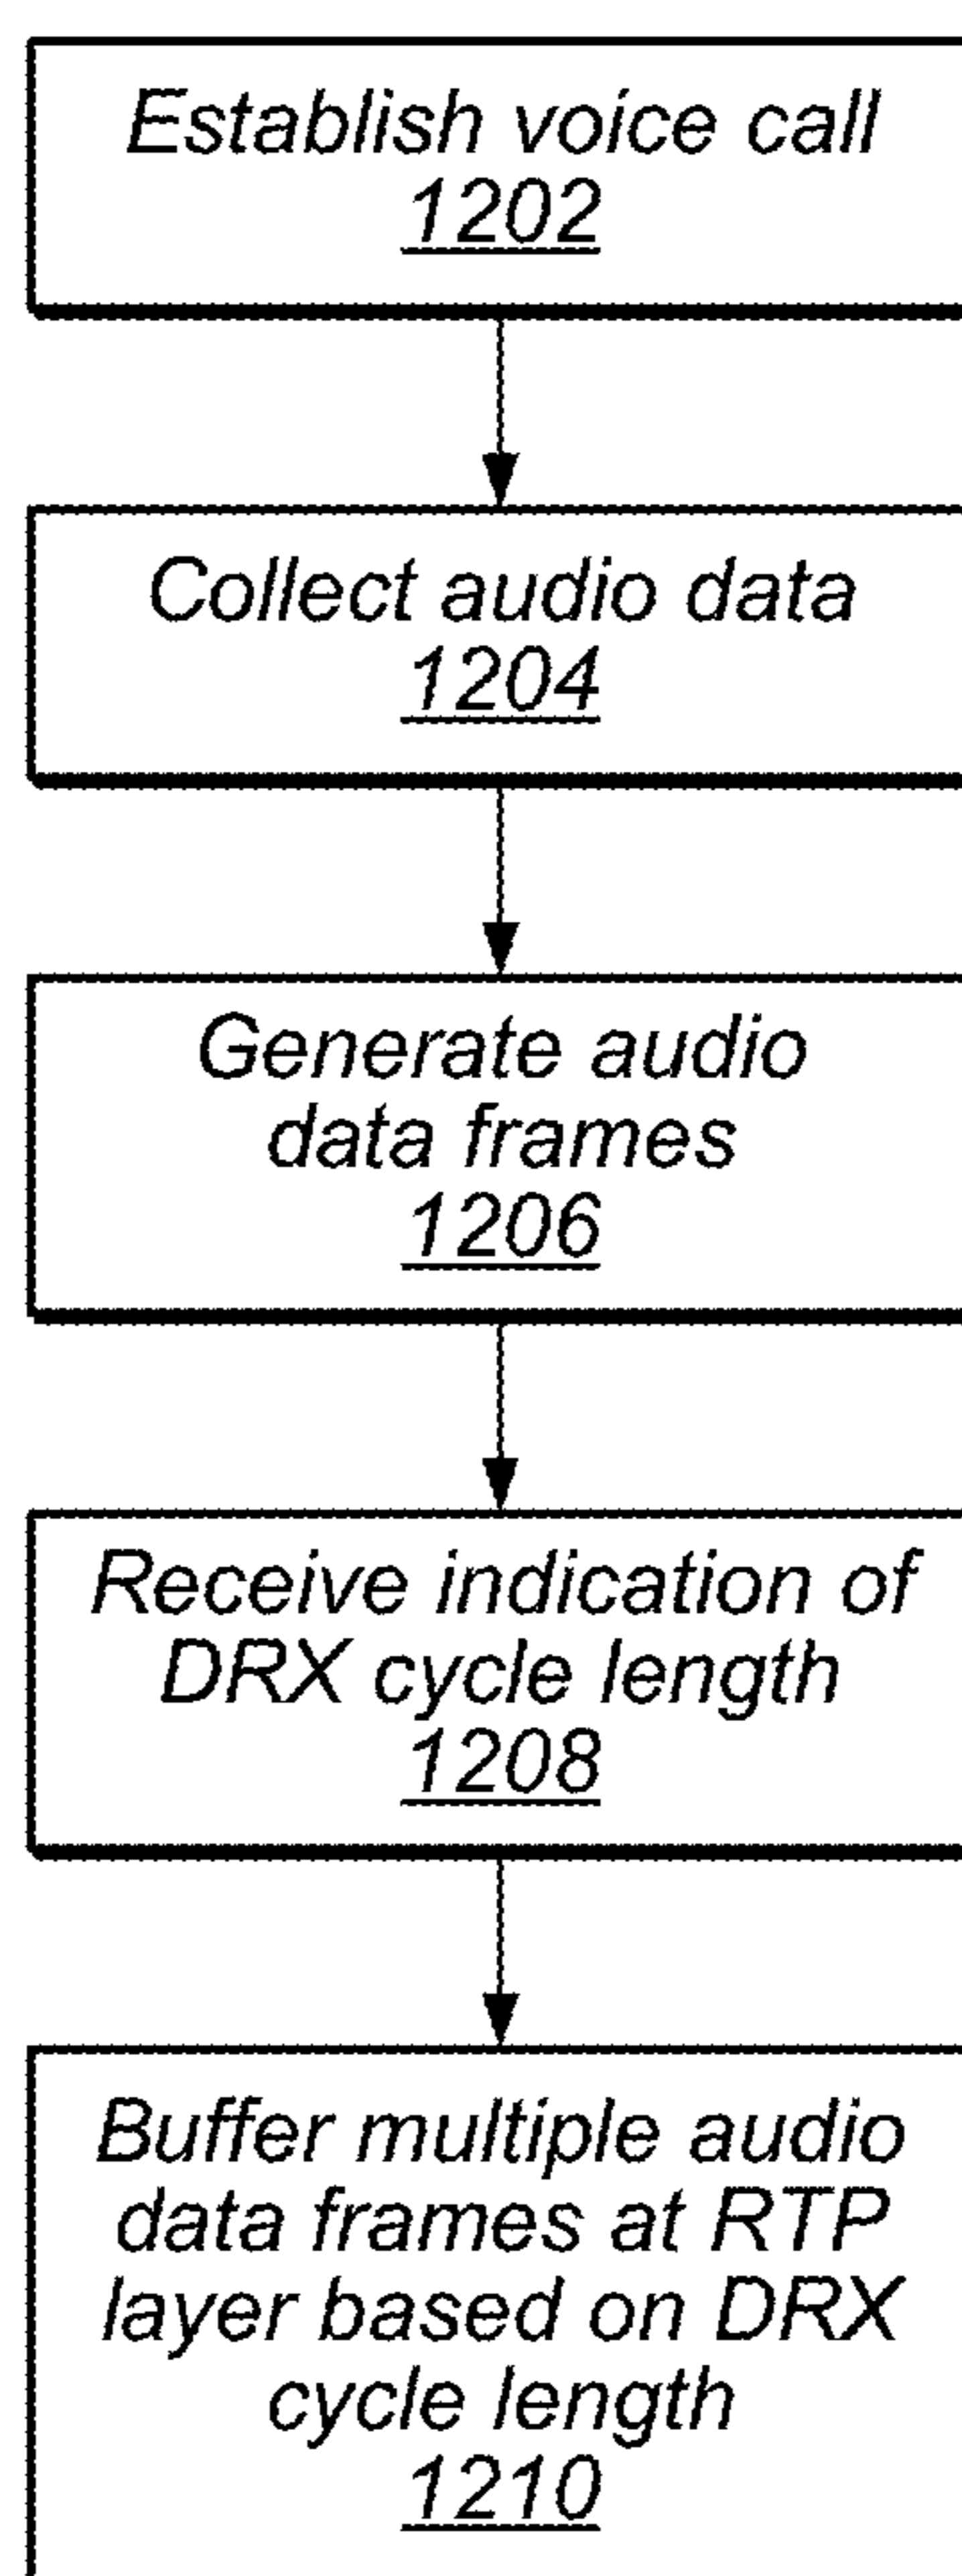 Establish voice call
1202
Collect audio data
1204
Generate audio
data frames
1206
Receive indication of
DRX cycle length
1208
Buffer multiple audio
data frames at RTP
layer based on DRX
cycle length
1210